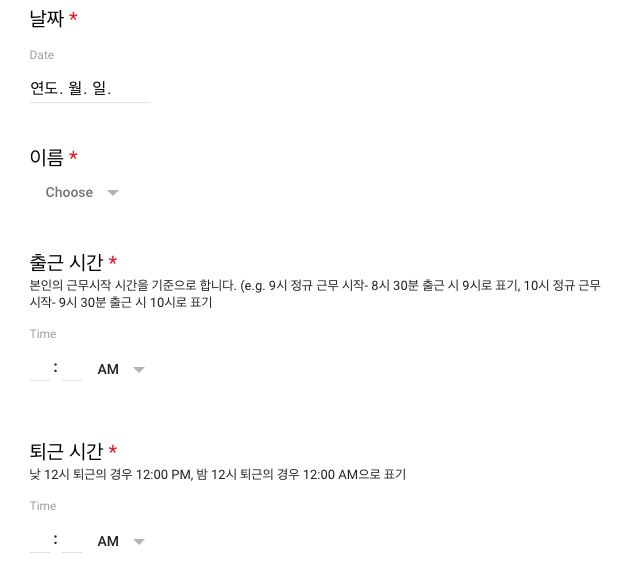 날짜 *
Date
연도. 월. 일.
이름 *
Choose
출근 시간 *
본인의 근무시작 시간을 기준으로 합니다. (e.g. 9시 정규 근무 시작- 8시 30분 출근 시 9시로 표기, 10시 정규 근무
시작- 9시 30분 출근 시 10시로 표기
Time
: AM
퇴근 시간 *
낮 12시 퇴근의 경우 12:00 PM, 밤 12시 퇴근의 경우 12:00 AM으로 표기
Time
: AM